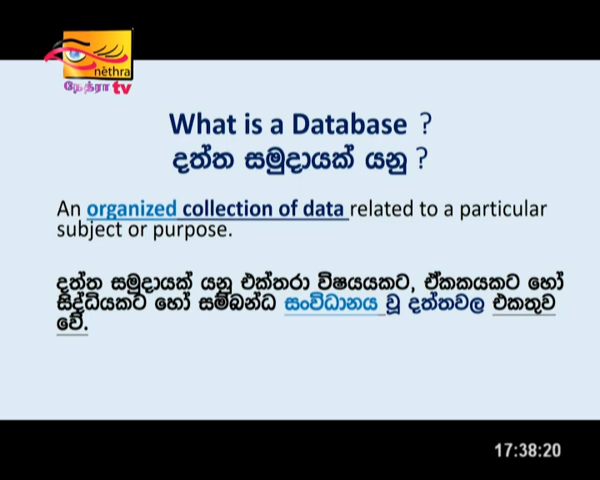 nèthra
நேத்ரா tv
What is a Database ?
දත්ත සමුදායක් යනු ?
An organized collection of data related to a particular
subject or purpose.
දත්ත සමුදායක් යනු එක්තරා විෂයයකට, ඒකකයකට හෝ
සිද්ධියකට හෝ සම්බන්ධ සංවිධානය වූ දත්තවල එකතුව
වේ.
17:38:20